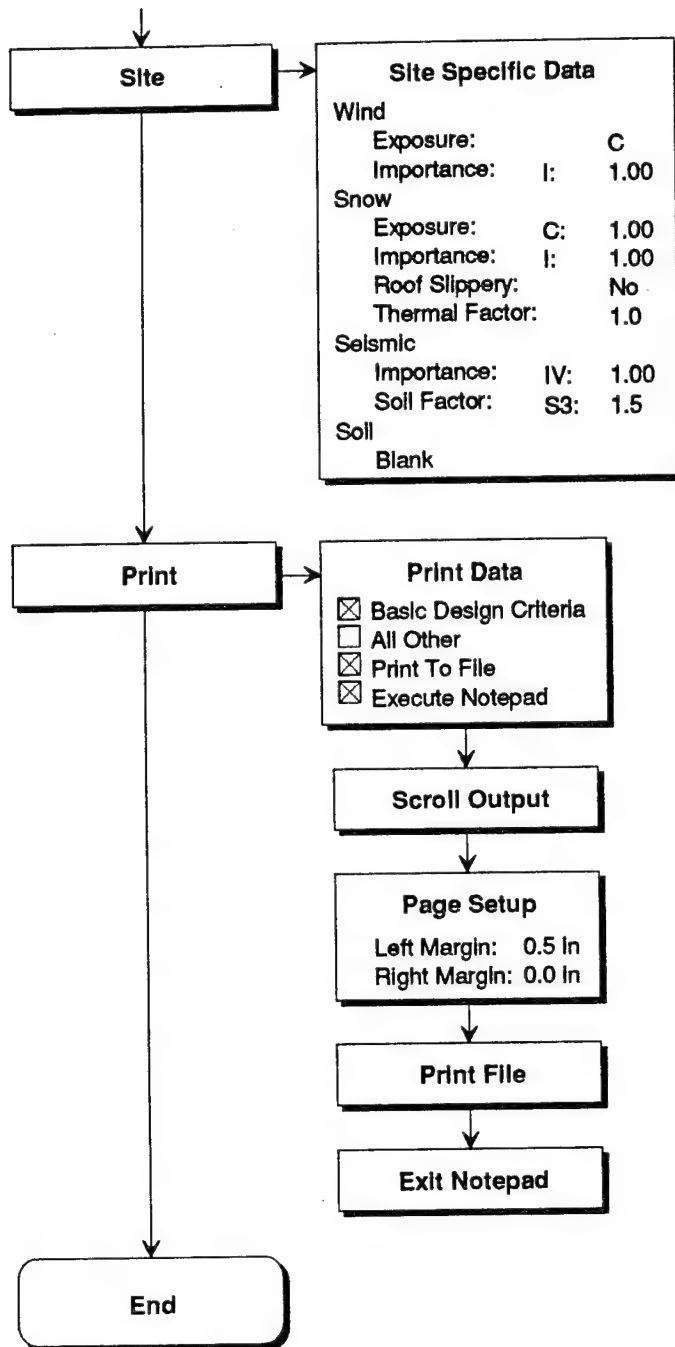 Site
Site Specific Data
Wind
Exposure: C
Importance: I: 1.00
Snow
Exposure: C: 1.00
Importance: I: 1.00
Roof Slippery: No
Thermal Factor: 1.0
Seismic
Importance: IV: 1.00
Soil Factor: S3: 1.5
Soil
Blank
Print
Print Data
Basic Design Criteria
All Other
Print To File
Execute Notepad
Scroll Output
Page Setup
Left Margin: 0.5 in
Right Margin: 0.0 in
Print File
Exit Notepad
End